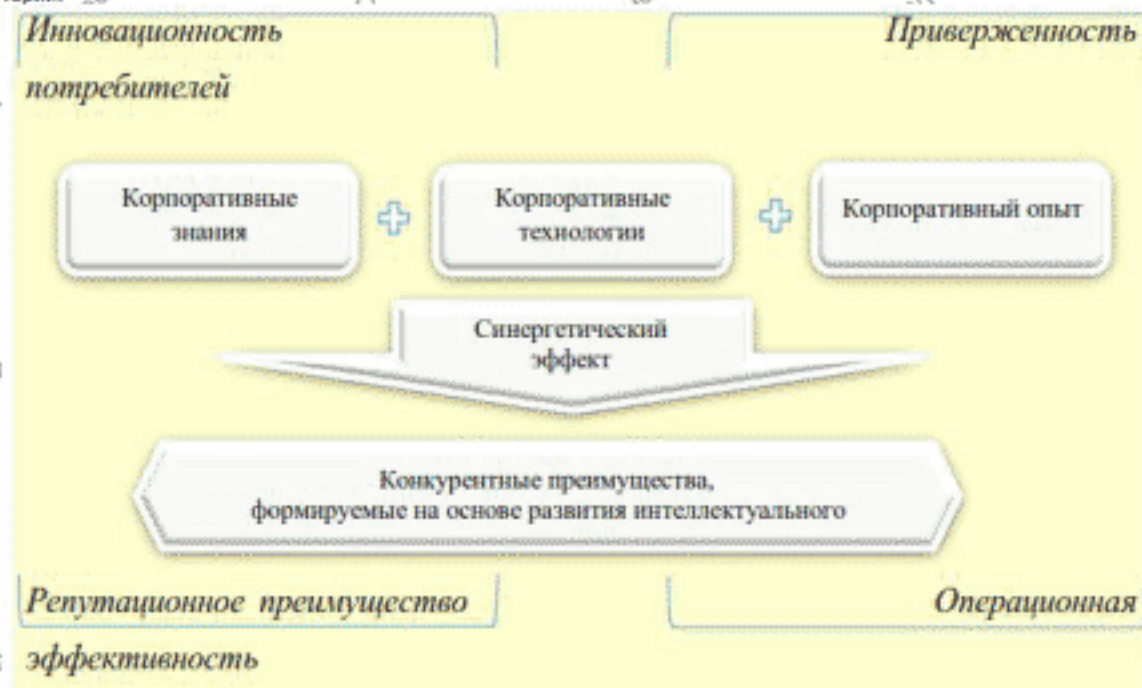 Инновационность Приверженность
потребителей
Корпоративные
знания
Корпоративные
технологии
Корпоративный опыт
Синергетический
эффект
Конкурентные преимущества,
формируемые на основе развития интеллектуального
Репутационное преимущество Операционная
эффективность